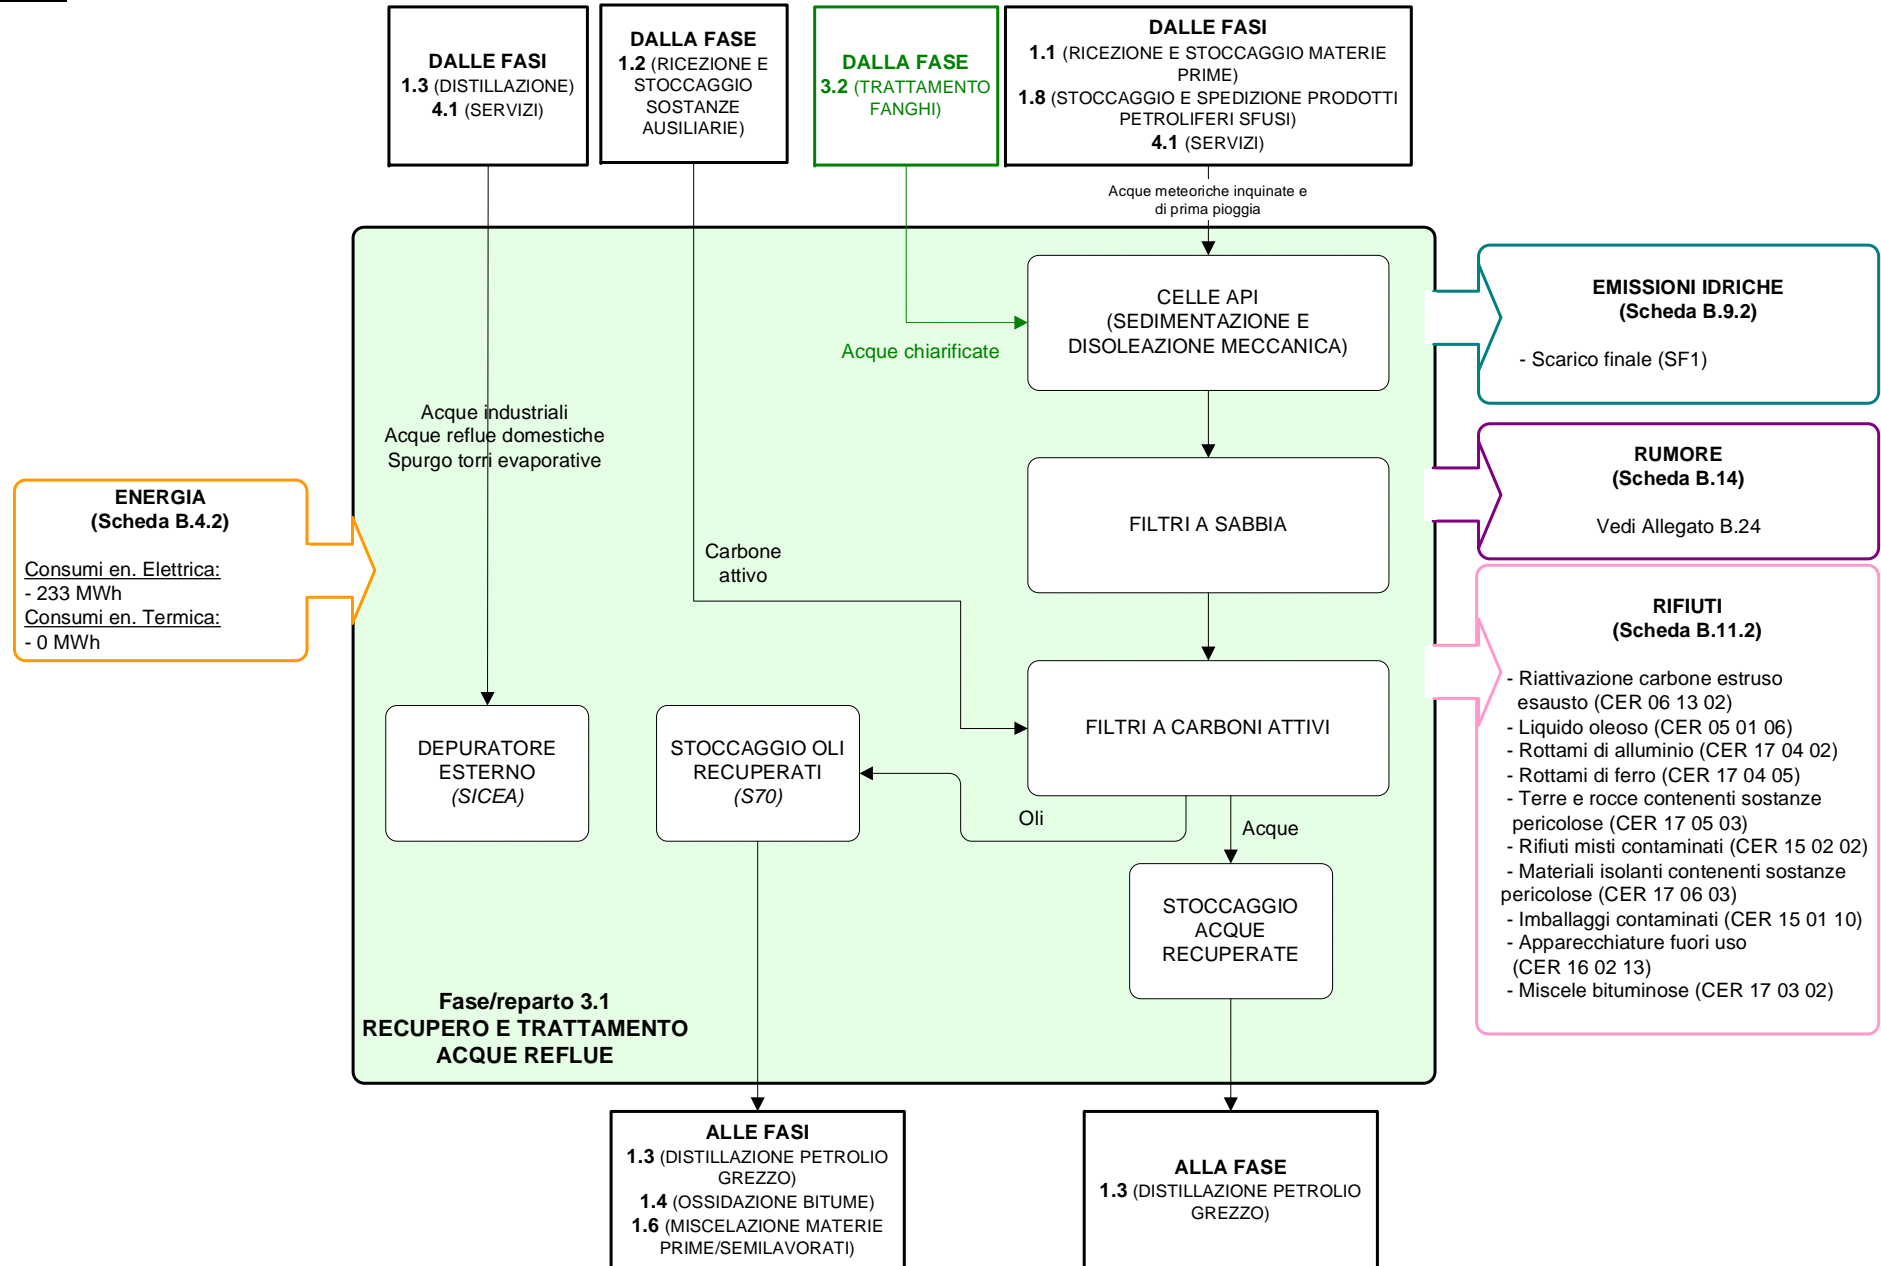 DALLE FASI
1.3 (DISTILLAZIONE)
4.1 (SERVIZI)
DALLA FASE
1.2 (RICEZIONE E
STOCCAGGIO
SOSTANZE
AUSILIARIE)
DALLA FASE
3.2 (TRATTAMENTO
FANGHI)
DALLE FASI
1.1 (RICEZIONE E STOCCAGGIO MATERIE
PRIME)
1.8 (STOCCAGGIO E SPEDIZIONE PRODOTTI
PETROLIFERI SFUSI)
4.1 (SERVIZI)
Acque meteoriche inquinate e
di prima pioggia
CELLE API
(SEDIMENTAZIONE E
DISOLEAZIONE MECCANICA)
Acque chiarificate
EMISSIONI IDRICHE
(Scheda B.9.2)
- Scarico finale (SF1)
Acque industriali
Acque reflue domestiche
Spurgo torri evaporative
RUMORE
(Scheda B.14)
Vedi Allegato B.24
ENERGIA
(Scheda B.4.2)
Consumi en. Elettrica:
- 233 MWh
Consumi en. Termica:
- 0 MWh
FILTRI A SABBIA
Carbone
attivo
RIFIUTI
(Scheda B.11.2)
- Riattivazione carbone estruso
esausto (CER 06 13 02)
- Liquido oleoso (CER 05 01 06)
- Rottami di alluminio (CER 17 04 02)
- Rottami di ferro (CER 17 04 05)
- Terre e rocce contenenti sostanze
pericolose (CER 17 05 03)
- Rifiuti misti contaminati (CER 15 02 02)
- Materiali isolanti contenenti sostanze
pericolose (CER 17 06 03)
- Imballaggi contaminati (CER 15 01 10)
- Apparecchiature fuori uso
(CER 16 02 13)
- Miscele bituminose (CER 17 03 02)
DEPURATORE
ESTERNO
(SICEA)
STOCCAGGIO OLI
RECUPERATI
(S70)
FILTRI A CARBONI ATTIVI
Oli
Acque
STOCCAGGIO
ACQUE
RECUPERATE
Fase/reparto 3.1
RECUPERO E TRATTAMENTO
ACQUE REFLUE
ALLE FASI
1.3 (DISTILLAZIONE PETROLIO
GREZZO)
1.4 (OSSIDAZIONE BITUME)
1.6 (MISCELAZIONE MATERIE
PRIME/SEMILAVORATI)
ALLA FASE
1.3 (DISTILLAZIONE PETROLIO
GREZZO)